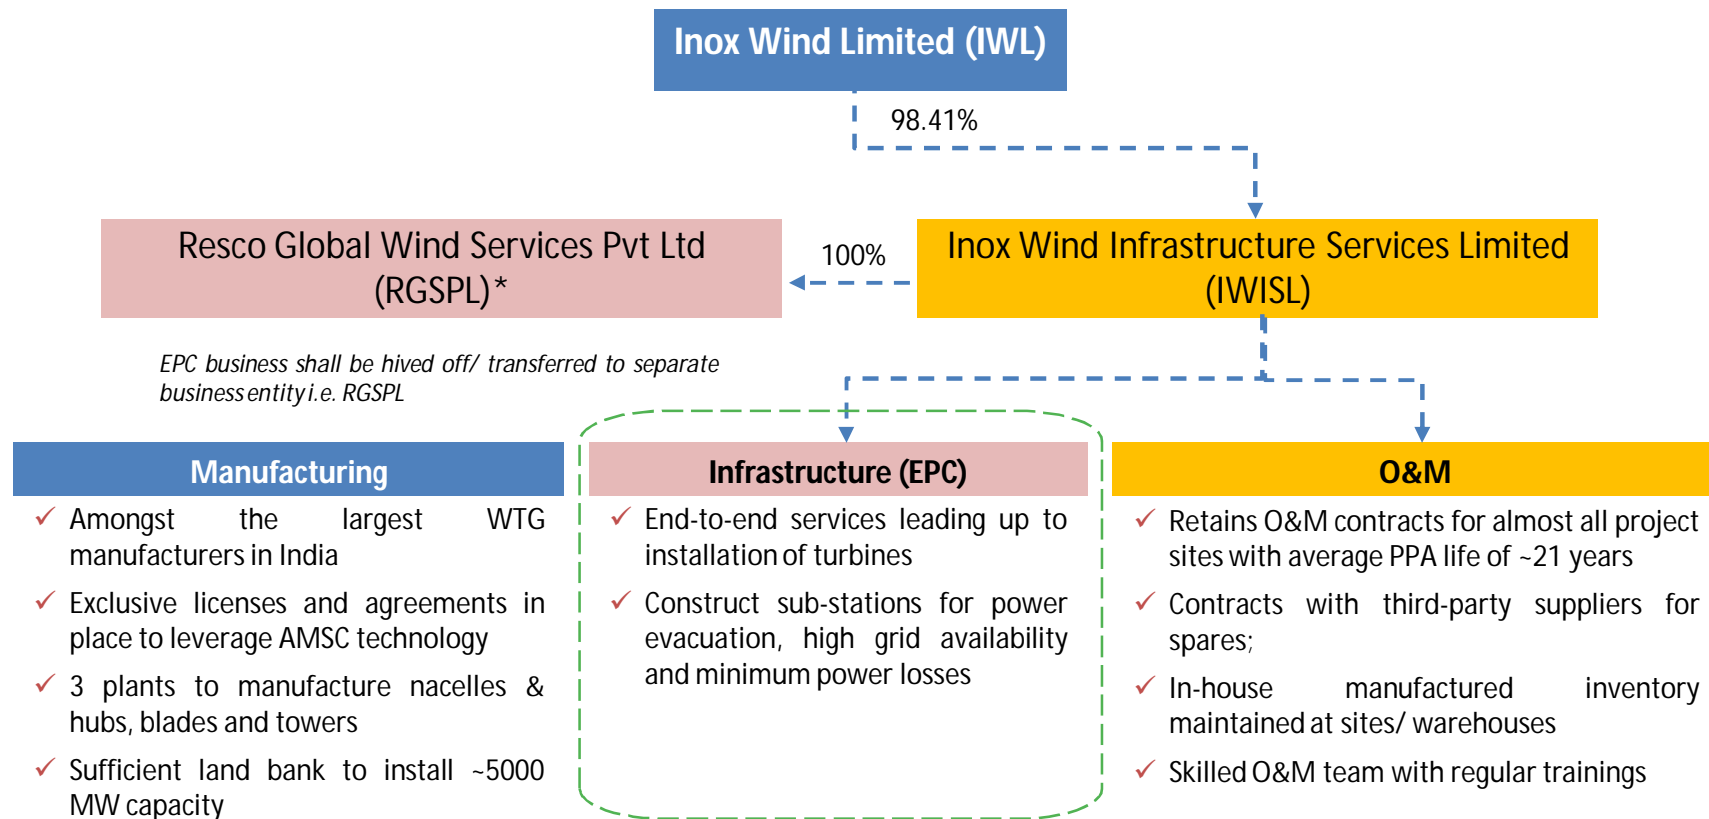 Inox Wind Limited (IWL)
98.41%
Resco Global Wind Services Pvt Ltd
(RGSPL)*
100%
Inox Wind Infrastructure Services Limited
(IWISL)
EPC business shall be hived off/ transferred to separate
business entity i.e. RGSPL
Manufacturing
✓ Amongst the largest WTG
manufacturers in India
✓ Exclusive licenses and agreements in
place to leverage AMSC technology
✓ 3 plants to manufacture nacelles &
hubs, blades and towers
✓ Sufficient land bank to install ~5000
MW capacity
Infrastructure (EPC)
✓ End-to-end services leading up to
installation of turbines
✓ Construct sub-stations for power
evacuation, high grid availability
and minimum power losses
O&M
✓ Retains O&M contracts for almost all project
sites with average PPA life of ~21 years
✓ Contracts with third-party suppliers for
spares;
✓ In-house manufactured inventory
maintained at sites/ warehouses
✓ Skilled O&M team with regular trainings